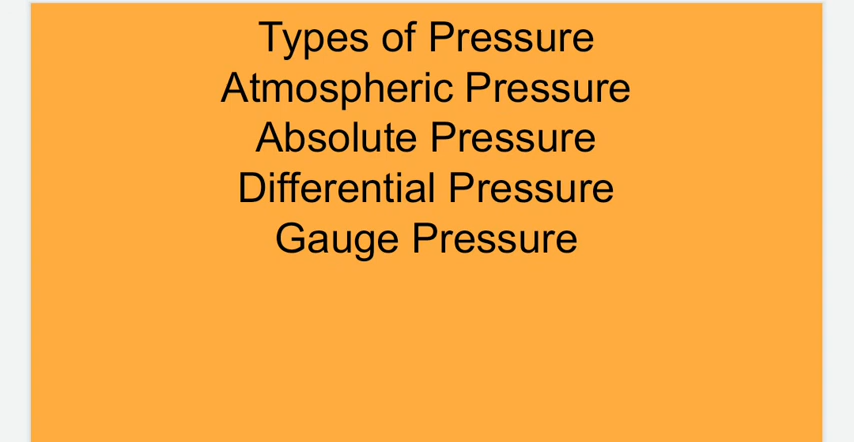 Types of Pressure
Atmospheric Pressure
Absolute Pressure
Differential Pressure
Gauge Pressure